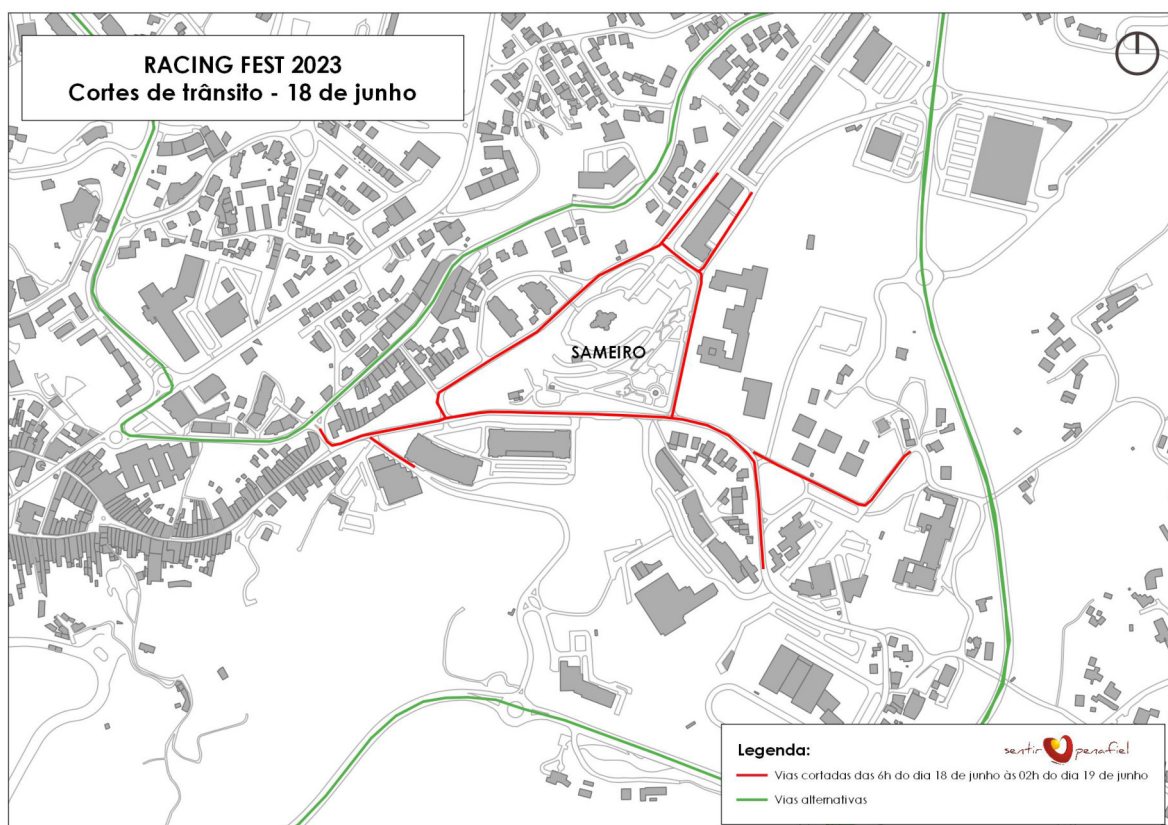 RACING FEST 2023
Cortes de trânsito - 18 de junho
SAMEIRO
Legenda:
sentir penafiel
Vias cortadas das 6h do dia 18 de junho às 02h do dia 19 de junho
Vias alternativas